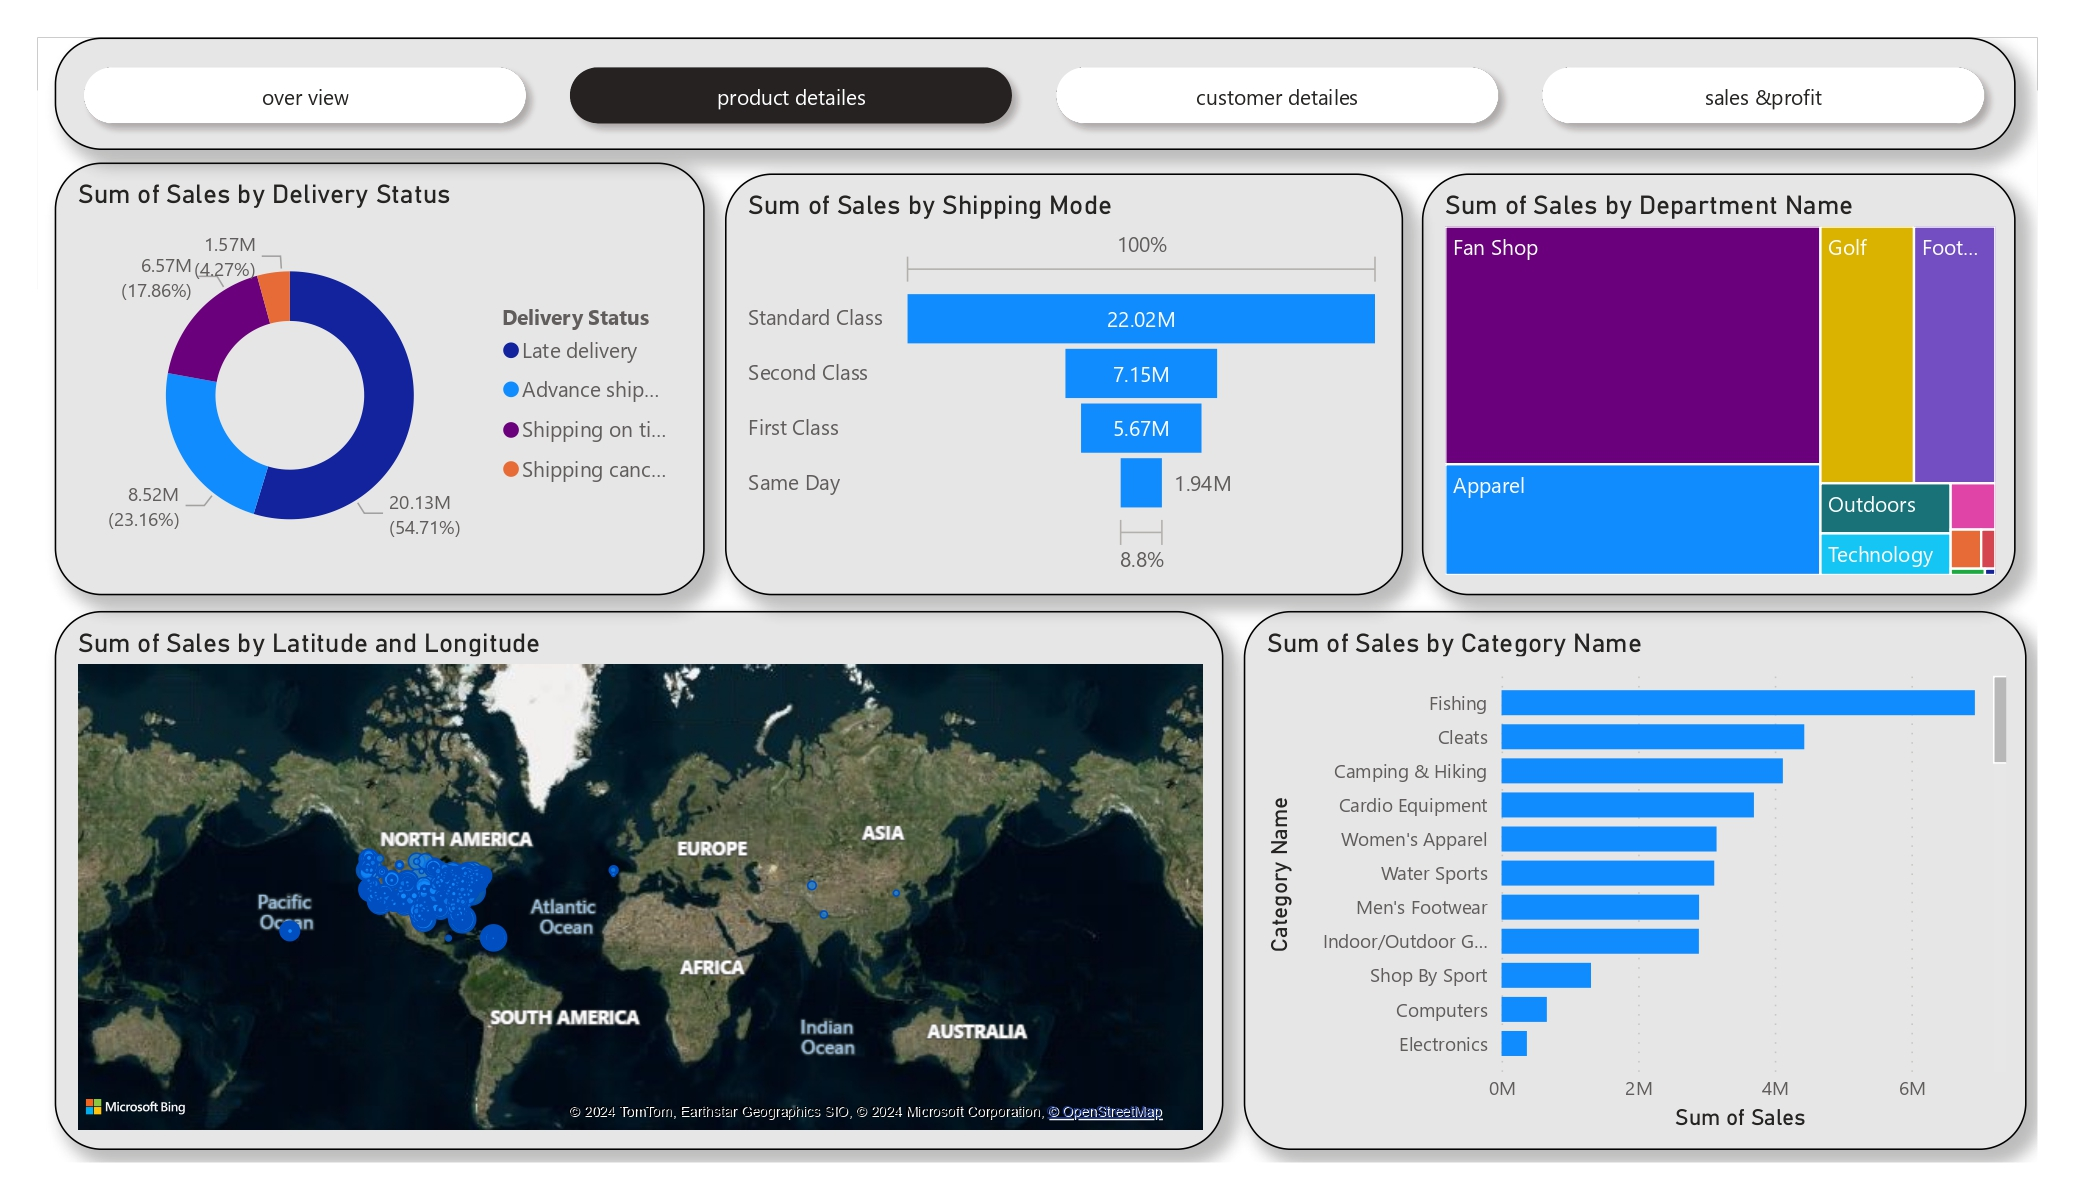 over view
product detailes
customer detailes
sales &profit
Sum of Sales by Delivery Status
1.57M
(4.27%)
6.57M
(17.86%)
8.52M
(23.16%)
20.13M
(54.71%)
Delivery Status
Late delivery
Advance ship...
Shipping on ti...
Shipping canc...
Sum of Sales by Shipping Mode
100%
Standard Class
22.02M
Second Class
7.15M
First Class
5.67M
Same Day
1.94M
8.8%
Sum of Sales by Department Name
Fan Shop
Golf
Foot...
Apparel
Outdoors
Technology
Sum of Sales by Latitude and Longitude
NORTH AMERICA
EUROPE
ASIA
Pacific
Ocean
Atlantic
Ocean
AFRICA
SOUTH AMERICA
Indian
Ocean
AUSTRALIA
Microsoft Bing
© 2024 TomTom, Earthstar Geographics SIO, © 2024 Microsoft Corporation, © OpenStreetMap
Sum of Sales by Category Name
Category Name
Fishing
Cleats
Camping & Hiking
Cardio Equipment
Women's Apparel
Water Sports
Men's Footwear
Indoor/Outdoor G...
Shop By Sport
Computers
Electronics
0M
2M
4M
6M
Sum of Sales